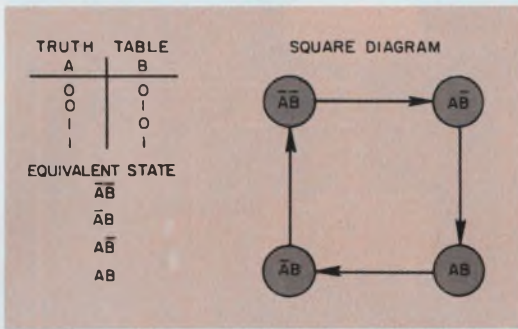 TRUTH TABLE
A B
0 0
0 1
1 0
1 1
EQUIVALENT STATE
A̅B̅
A̅B
AB̅
AB
SQUARE DIAGRAM
A̅B̅ AB̅
A̅B AB